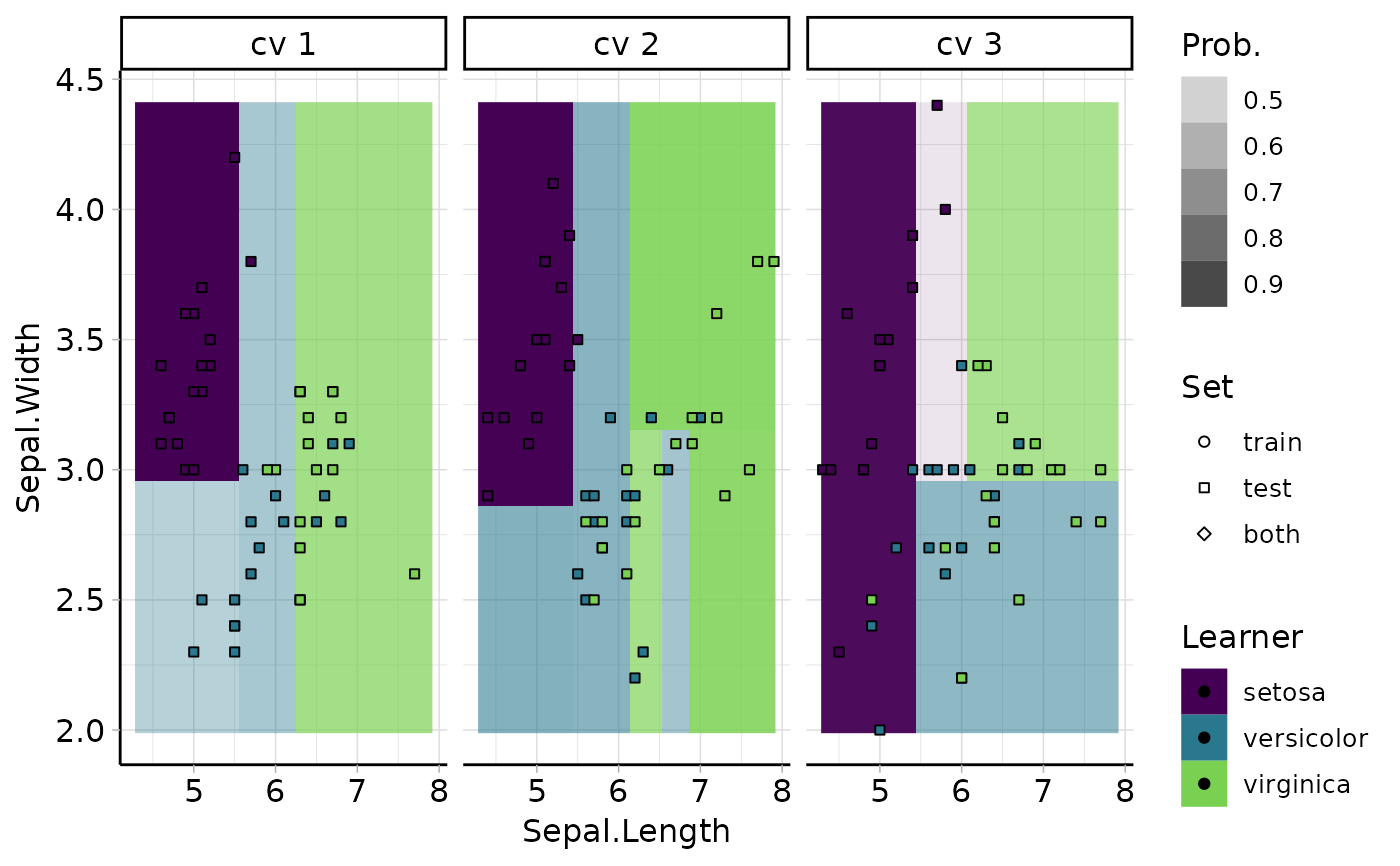 cv 1
cv 2
cv 3
Sepal.Width
4.5
4.0
3.5
3.0
2.5
2.0
5 6 7 8
5 6 7 8
5 6 7 8
Sepal.Length
Prob.
0.5
0.6
0.7
0.8
0.9
Set
train
test
both
Learner
setosa
versicolor
virginica